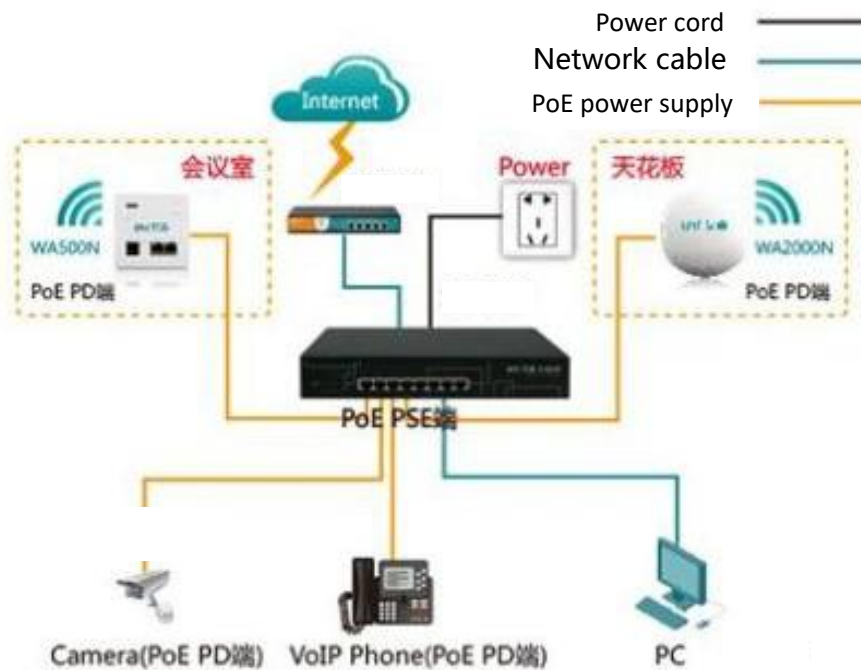 Power cord
Network cable
PoE power supply
Internet
会议室
Power
天花板
WA500N
WA2000N
PoE PD端
PoE PD端
PoE PSE端
Camera(PoE PD端)
VoIP Phone(PoE PD端)
PC